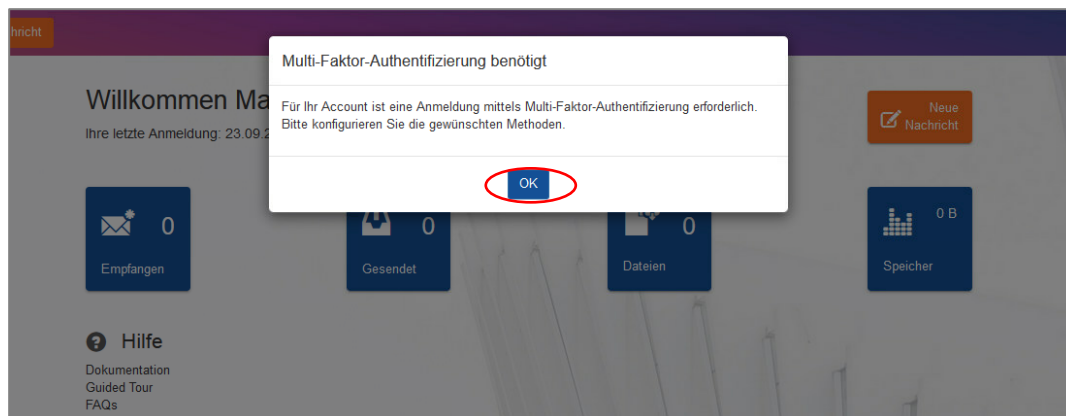 hricht
Multi-Faktor-Authentifizierung benötigt
Für Ihr Account ist eine Anmeldung mittels Multi-Faktor-Authentifizierung erforderlich.
Bitte konfigurieren Sie die gewünschten Methoden.
OK
Willkommen Ma
Ihre letzte Anmeldung: 23.09.2
Neue
Nachricht
0
Empfangen
0
Gesendet
0
Dateien
0 B
Speicher
Hilfe
Dokumentation
Guided Tour
FAQs